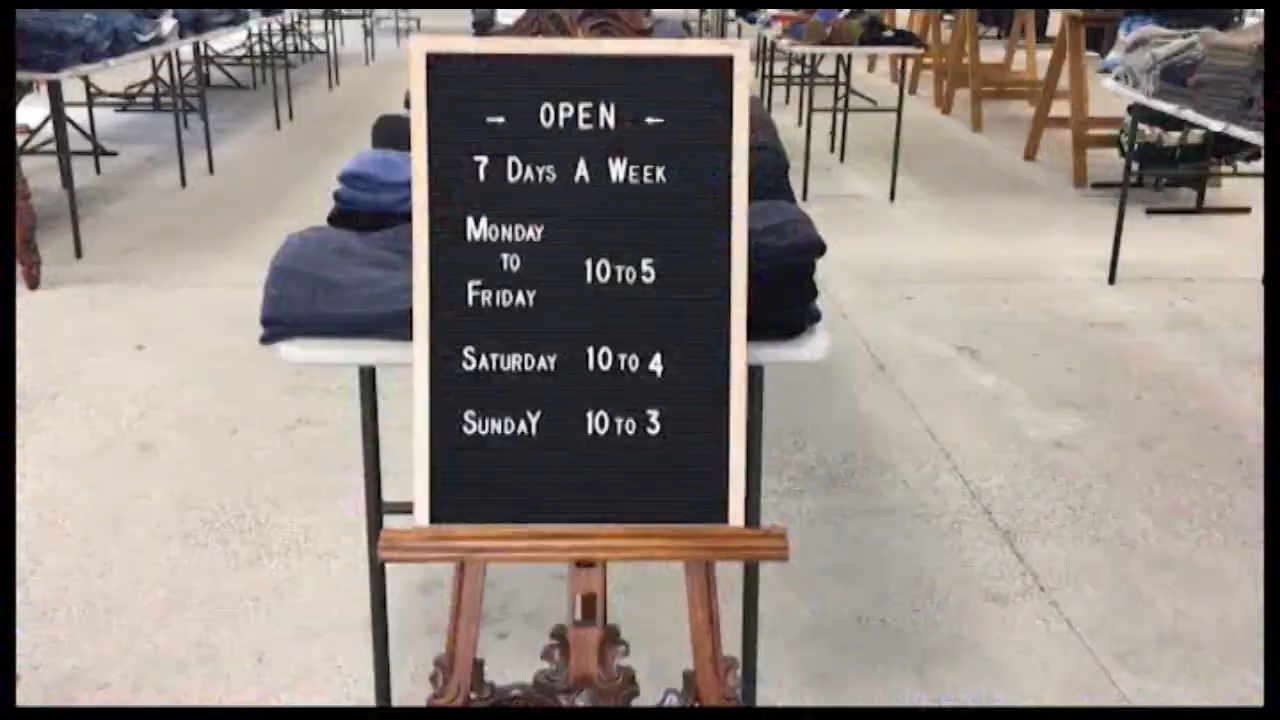 → OPEN ←
7 DAYS A WEEK
MONDAY
TO
FRIDAY
10 TO 5
SATURDAY 10 TO 4
SUNDAY 10 TO 3